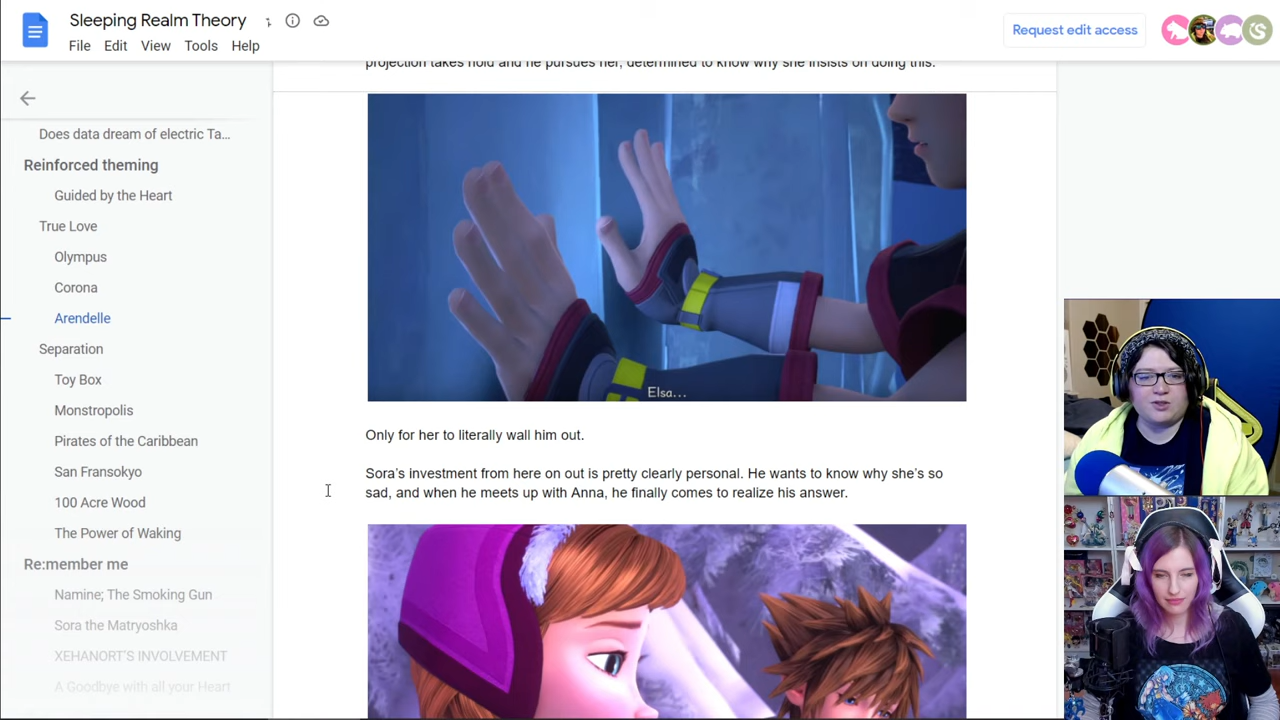 Sleeping Realm Theory
File Edit View Tools Help
Request edit access
Does data dream of electric Ta...
Reinforced theming
Guided by the Heart
True Love
Olympus
Corona
Arendelle
Separation
Toy Box
Monstropolis
Pirates of the Caribbean
San Fransokyo
100 Acre Wood
The Power of Waking
Re:member me
Namine; The Smoking Gun
Sora the Matryoshka
XEHANORT'S INVOLVEMENT
A Goodbye with all your Heart
projection takes hold and he pursues her, determined to know why she insists on doing this.
Elsa...
Only for her to literally wall him out.
Sora's investment from here on out is pretty clearly personal. He wants to know why she's so
sad, and when he meets up with Anna, he finally comes to realize his answer.